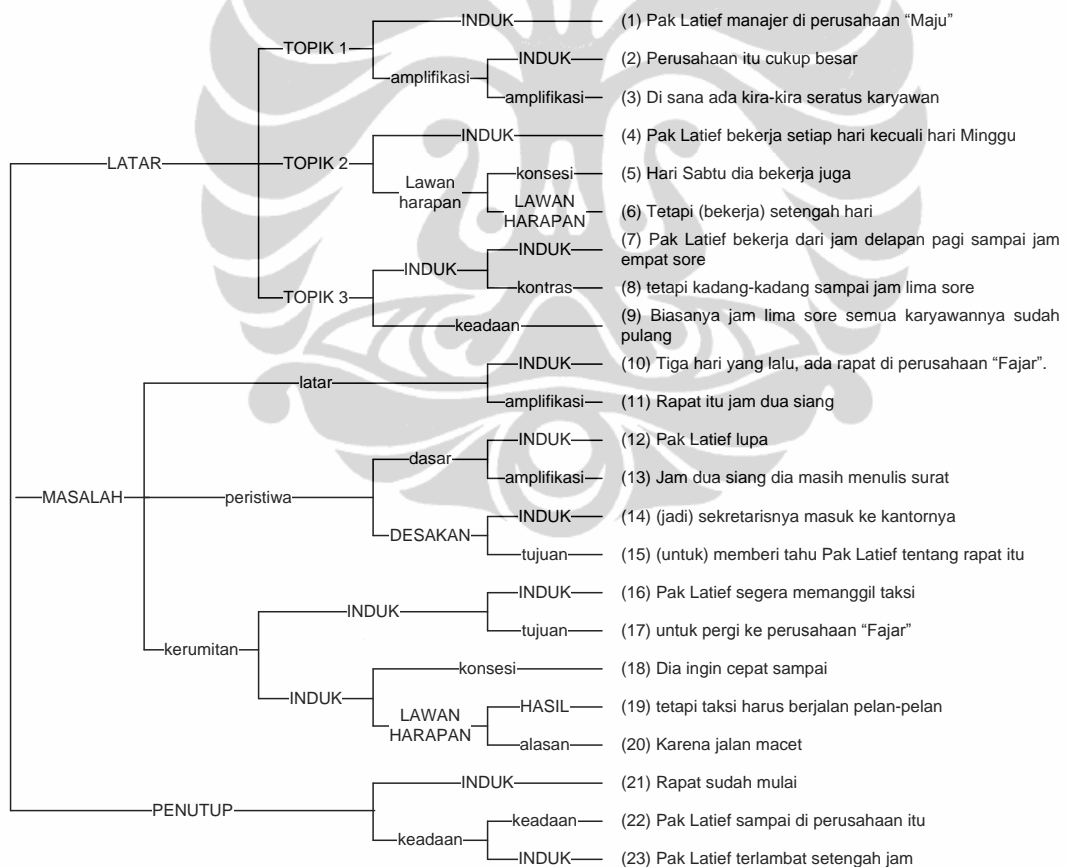 INDUK (1) Pak Latief manajer di perusahaan “Maju”
TOPIK 1
INDUK (2) Perusahaan itu cukup besar
amplifikasi
amplifikasi (3) Di sana ada kira-kira seratus karyawan
INDUK (4) Pak Latief bekerja setiap hari kecuali hari Minggu
LATAR TOPIK 2
konsesi (5) Hari Sabtu dia bekerja juga
Lawan
harapan
LAWAN
HARAPAN (6) Tetapi (bekerja) setengah hari
INDUK (7) Pak Latief bekerja dari jam delapan pagi sampai jam
empat sore
INDUK
kontras (8) tetapi kadang-kadang sampai jam lima sore
TOPIK 3
keadaan (9) Biasanya jam lima sore semua karyawannya sudah
pulang
INDUK (10) Tiga hari yang lalu, ada rapat di perusahaan “Fajar”.
latar
amplifikasi (11) Rapat itu jam dua siang
INDUK (12) Pak Latief lupa
dasar
amplifikasi (13) Jam dua siang dia masih menulis surat
MASALAH peristiwa
INDUK (14) (jadi) sekretarisnya masuk ke kantornya
DESAKAN
tujuan (15) (untuk) memberi tahu Pak Latief tentang rapat itu
INDUK (16) Pak Latief segera memanggil taksi
INDUK
tujuan (17) untuk pergi ke perusahaan “Fajar”
kerumitan
konsesi (18) Dia ingin cepat sampai
INDUK
HASIL (19) tetapi taksi harus berjalan pelan-pelan
LAWAN
HARAPAN
alasan (20) Karena jalan macet
INDUK (21) Rapat sudah mulai
PENUTUP
keadaan (22) Pak Latief sampai di perusahaan itu
keadaan
INDUK (23) Pak Latief terlambat setengah jam